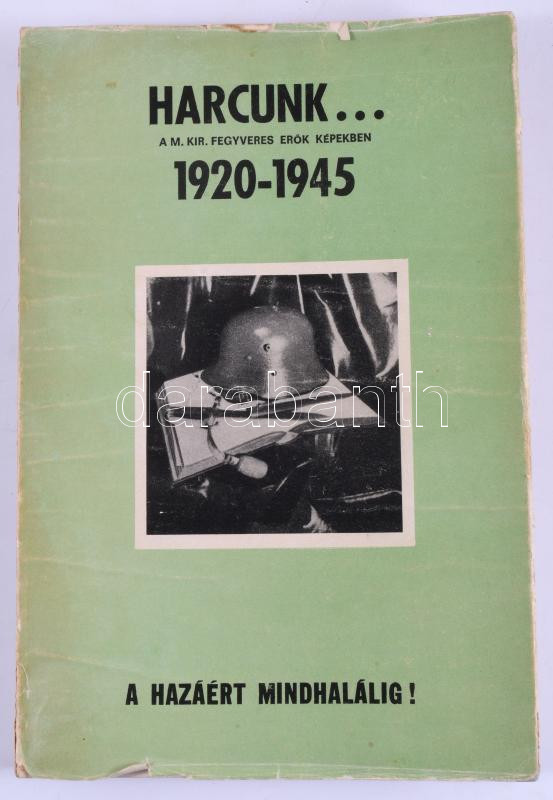 HARCUNK...
A M. KIR. FEGYVERES ERŐK KÉPEKBEN
1920-1945
darabanth
A HAZÁÉRT MINDHALÁLIG!